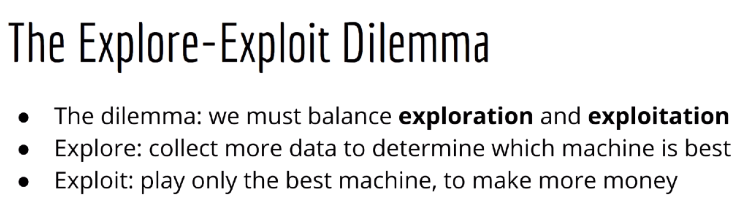 The Explore-Exploit Dilemma
● The dilemma: we must balance exploration and exploitation
● Explore: collect more data to determine which machine is best
● Exploit: play only the best machine, to make more money